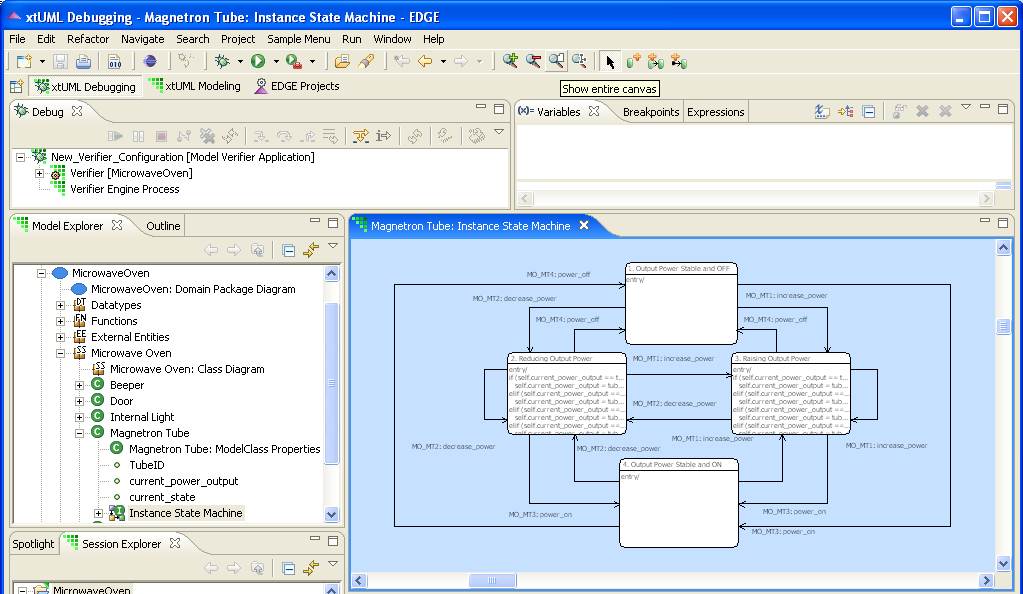 xtUML Debugging - Magnetron Tube: Instance State Machine - EDGE
File Edit Refactor Navigate Search Project Sample Menu Run Window Help
xtUML Debugging xtUML Modeling EDGE Projects
Show entire canvas
Debug
New_Verifier_Configuration [Model Verifier Application]
Verifier [MicrowaveOven]
Verifier Engine Process
(x)= Variables Breakpoints Expressions
Model Explorer Outline
MicrowaveOven
MicrowaveOven: Domain Package Diagram
Datatypes
Functions
External Entities
Microwave Oven
Microwave Oven: Class Diagram
Beeper
Door
Internal Light
Magnetron Tube
Magnetron Tube: ModelClass Properties
TubeID
current_power_output
current_state
Instance State Machine
Spotlight Session Explorer
MicrowaveOven
Magnetron Tube: Instance State Machine
1. Output Power Stable and OFF
entry/
MO_MT4: power_off
MO_MT2: decrease_power
MO_MT1: increase_power
MO_MT4: power_off
MO_MT4: power_off
2. Reducing Output Power
entry/
if (self.current_power_output == t...
self.current_power_output = tub...
elif (self.current_power_output ==...
self.current_power_output = tub...
elif (self.current_power_output ==...
self.current_power_output = tub...
elif (self.current_power_output ==...
MO_MT1: increase_power
MO_MT2: decrease_power
3. Raising Output Power
entry/
if (self.current_power_output == t...
self.current_power_output = tub...
elif (self.current_power_output ==...
self.current_power_output = tub...
elif (self.current_power_output ==...
self.current_power_output = tub...
elif (self.current_power_output ==...
MO_MT2: decrease_power
MO_MT2: decrease_power
MO_MT1: increase_power
MO_MT1: increase_power
4. Output Power Stable and ON
entry/
MO_MT3: power_on
MO_MT3: power_on
MO_MT3: power_on